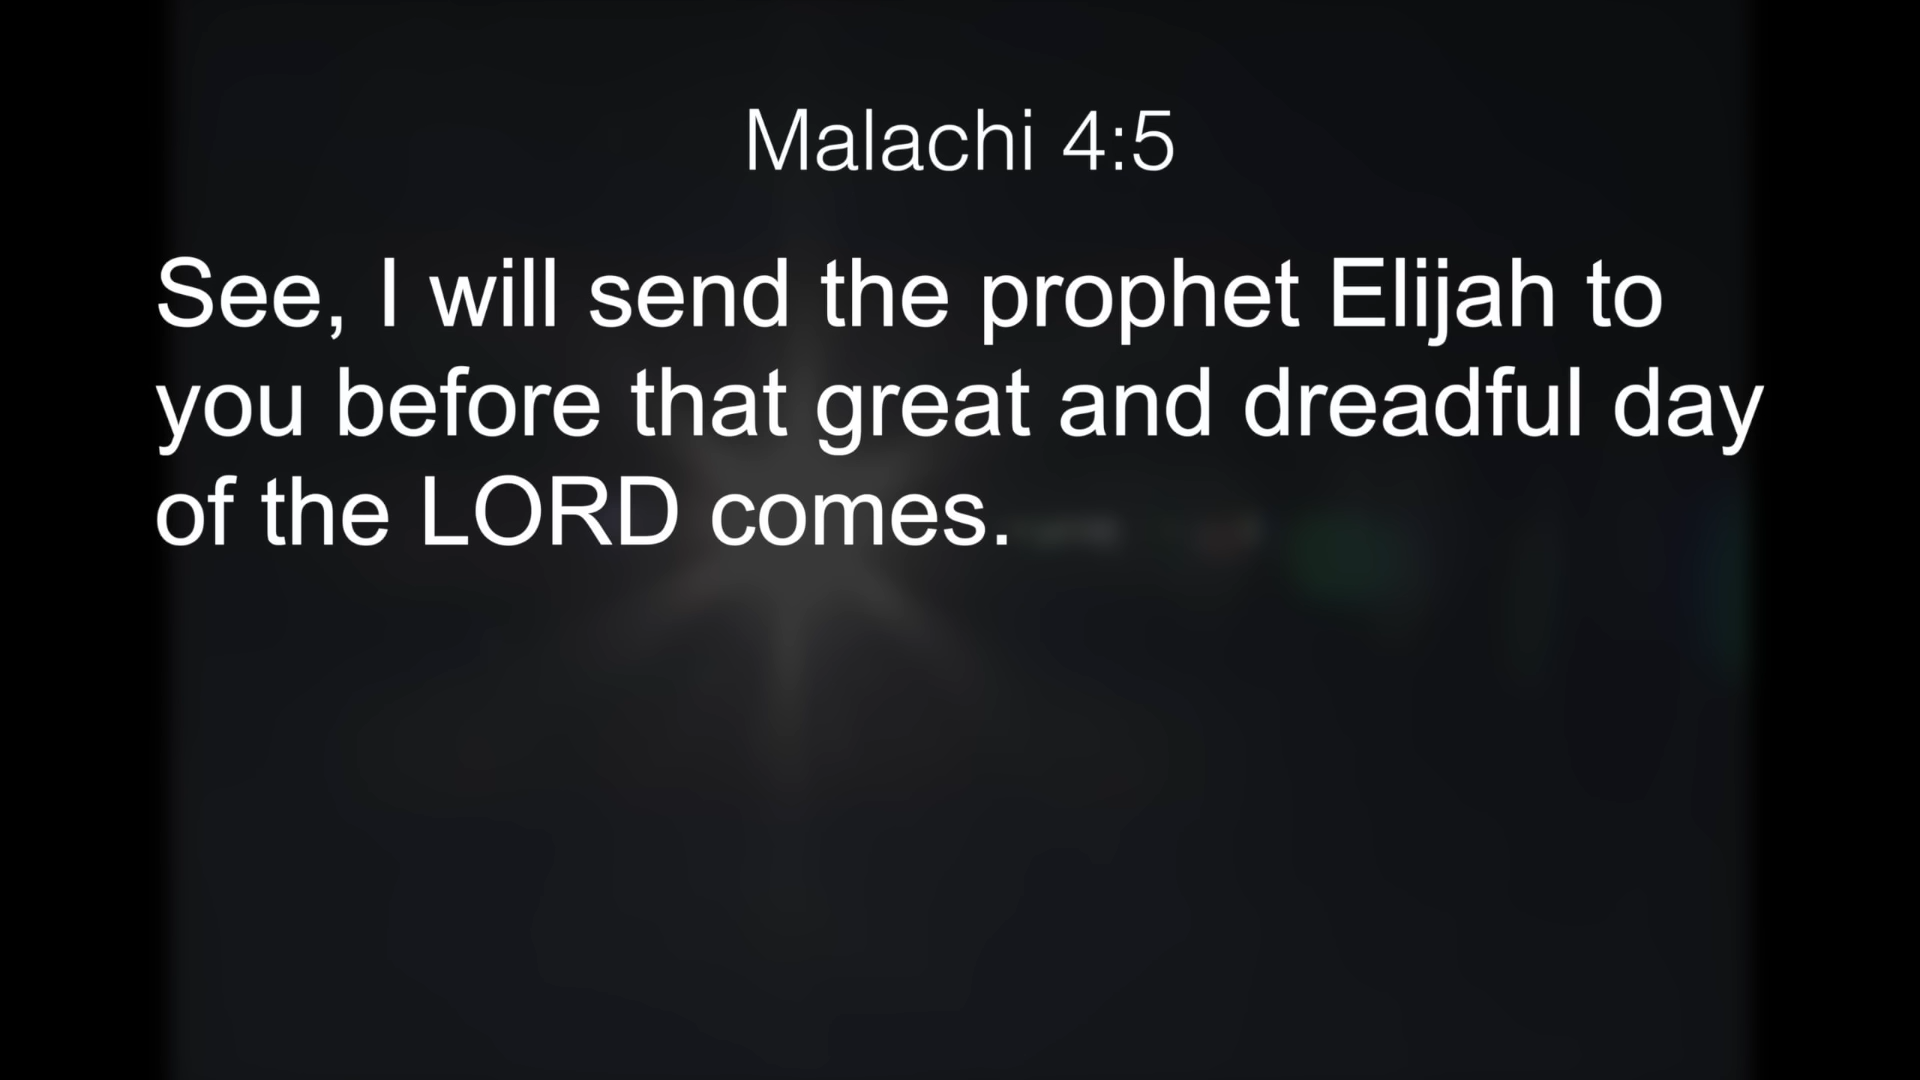 Malachi 4:5
See, I will send the prophet Elijah to
you before that great and dreadful day
of the LORD comes.